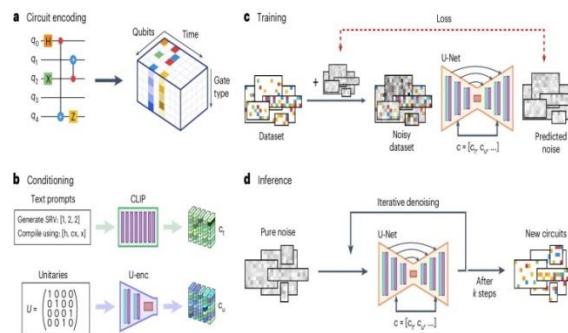 a Circuit encoding
q0 H
q1
q2 X
q3
q4 Z
Qubits Time
Gate type
b Conditioning
Text prompts
CLIP
Generate SRV: [1, 2, 2]
Compile using: [h, cx, x]
ct
Unitaries
U-enc
U = (1 0 0 0
0 1 0 0
0 0 0 1
0 0 1 0)
cu
c Training
Loss
+
U-Net
Dataset
Noisy dataset
c = [ct, cu, ...]
Predicted noise
d Inference
Iterative denoising
Pure noise
U-Net
New circuits
After k steps
c = [ct, cu, ...]